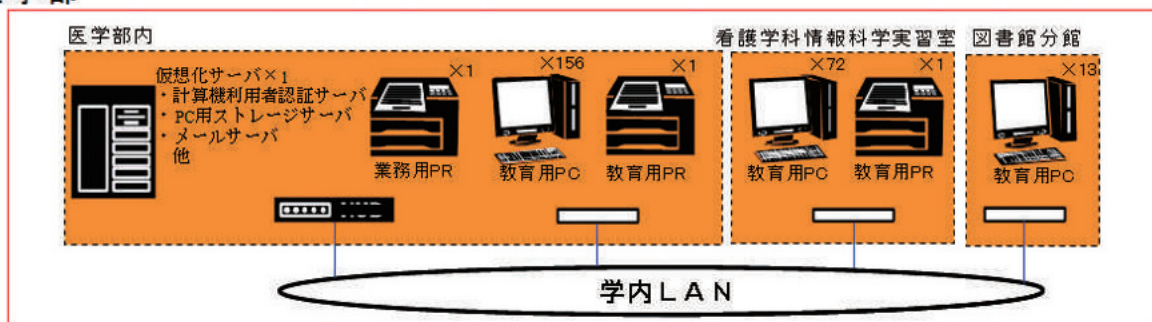 医学部内
仮想化サーバ×1
・計算機利用者認証サーバ
・PC用ストレージサーバ
・メールサーバ
他
×1
業務用PR
×156
教育用PC
×1
教育用PR
看護学科情報科学実習室
×72
教育用PC
×1
教育用PR
図書館分館
×13
教育用PC
学内LAN